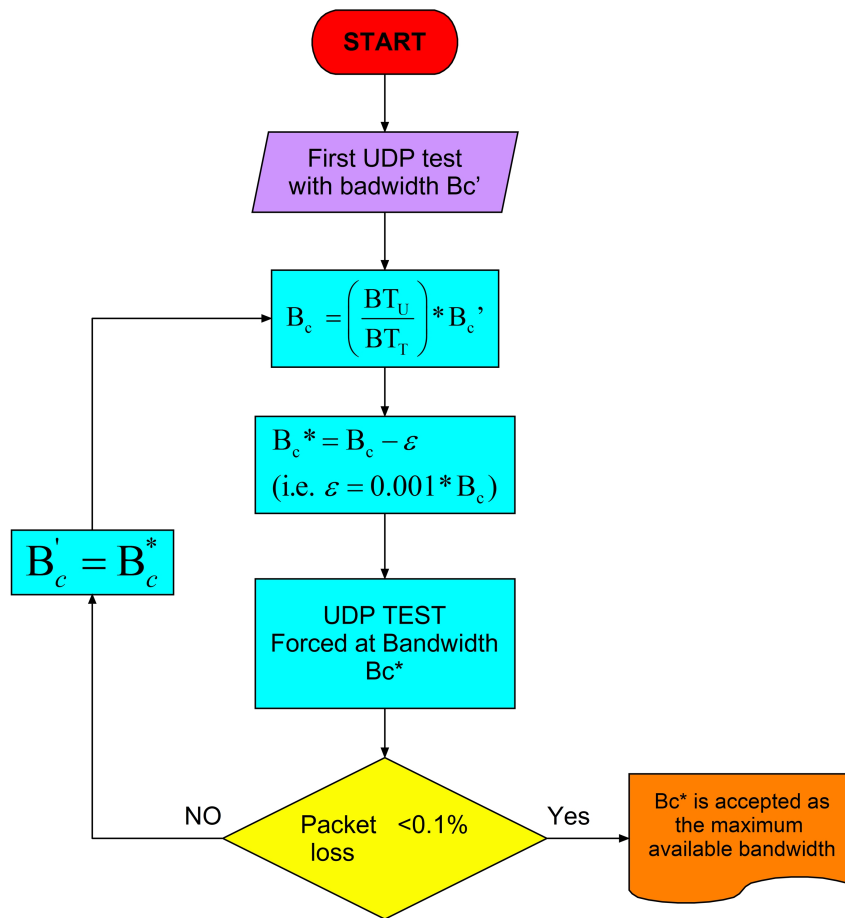 START
First UDP test
with badwidth Bc’
B_c = (BT_U / BT_T) * B_c’
B_c* = B_c − ε
(i.e. ε = 0.001* B_c)
B'_c = B*_c
UDP TEST
Forced at Bandwidth
Bc*
NO
Packet <0.1%
loss
Yes
Bc* is accepted as
the maximum
available bandwidth